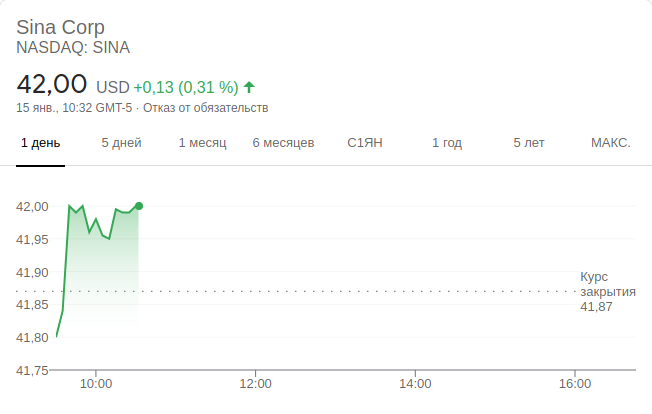 Sina Corp
NASDAQ: SINA
42,00 USD +0,13 (0,31 %)
15 янв., 10:32 GMT-5 · Отказ от обязательств
1 день 5 дней 1 месяц 6 месяцев С1ЯН 1 год 5 лет МАКС.
42,00
41,95
41,90
41,85
41,80
41,75
Курс
закрытия
41,87
10:00 12:00 14:00 16:00